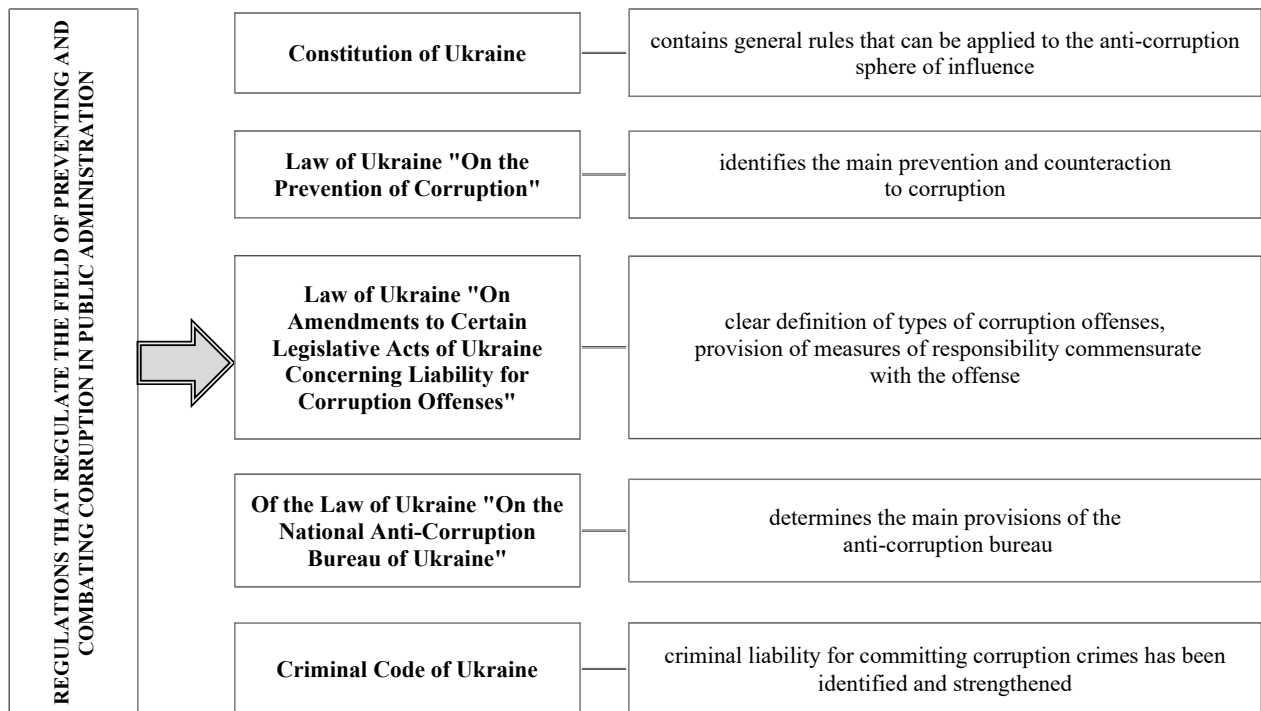 REGULATIONS THAT REGULATE THE FIELD OF PREVENTING AND
COMBATING CORRUPTION IN PUBLIC ADMINISTRATION
Constitution of Ukraine
contains general rules that can be applied to the anti-corruption
sphere of influence
Law of Ukraine "On the
Prevention of Corruption"
identifies the main prevention and counteraction
to corruption
Law of Ukraine "On
Amendments to Certain
Legislative Acts of Ukraine
Concerning Liability for
Corruption Offenses"
clear definition of types of corruption offenses,
provision of measures of responsibility commensurate
with the offense
Of the Law of Ukraine "On the
National Anti-Corruption
Bureau of Ukraine"
determines the main provisions of the
anti-corruption bureau
Criminal Code of Ukraine
criminal liability for committing corruption crimes has been
identified and strengthened